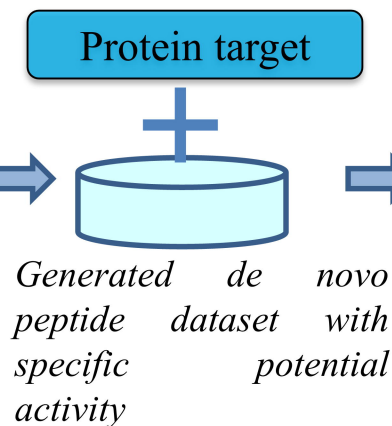 Protein target
Generated de novo
peptide dataset with
specific potential
activity